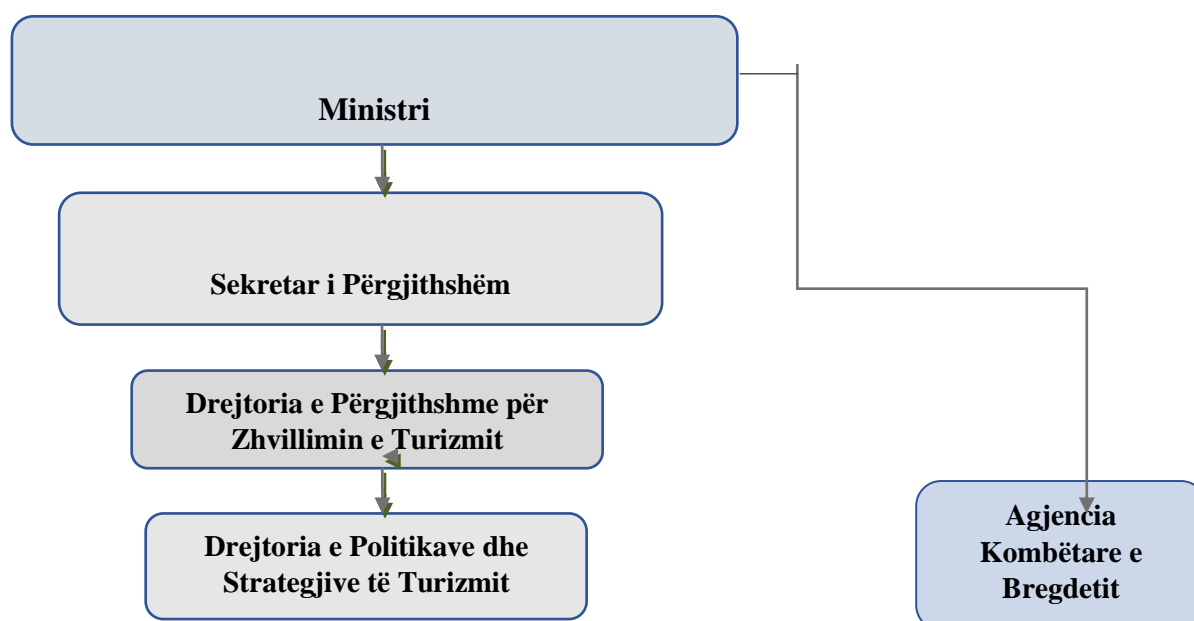 Ministri
Sekretar i Përgjithshëm
Drejtoria e Përgjithshme për
Zhvillimin e Turizmit
Drejtoria e Politikave dhe
Strategjive të Turizmit
Agjencia
Kombëtare e
Bregdetit